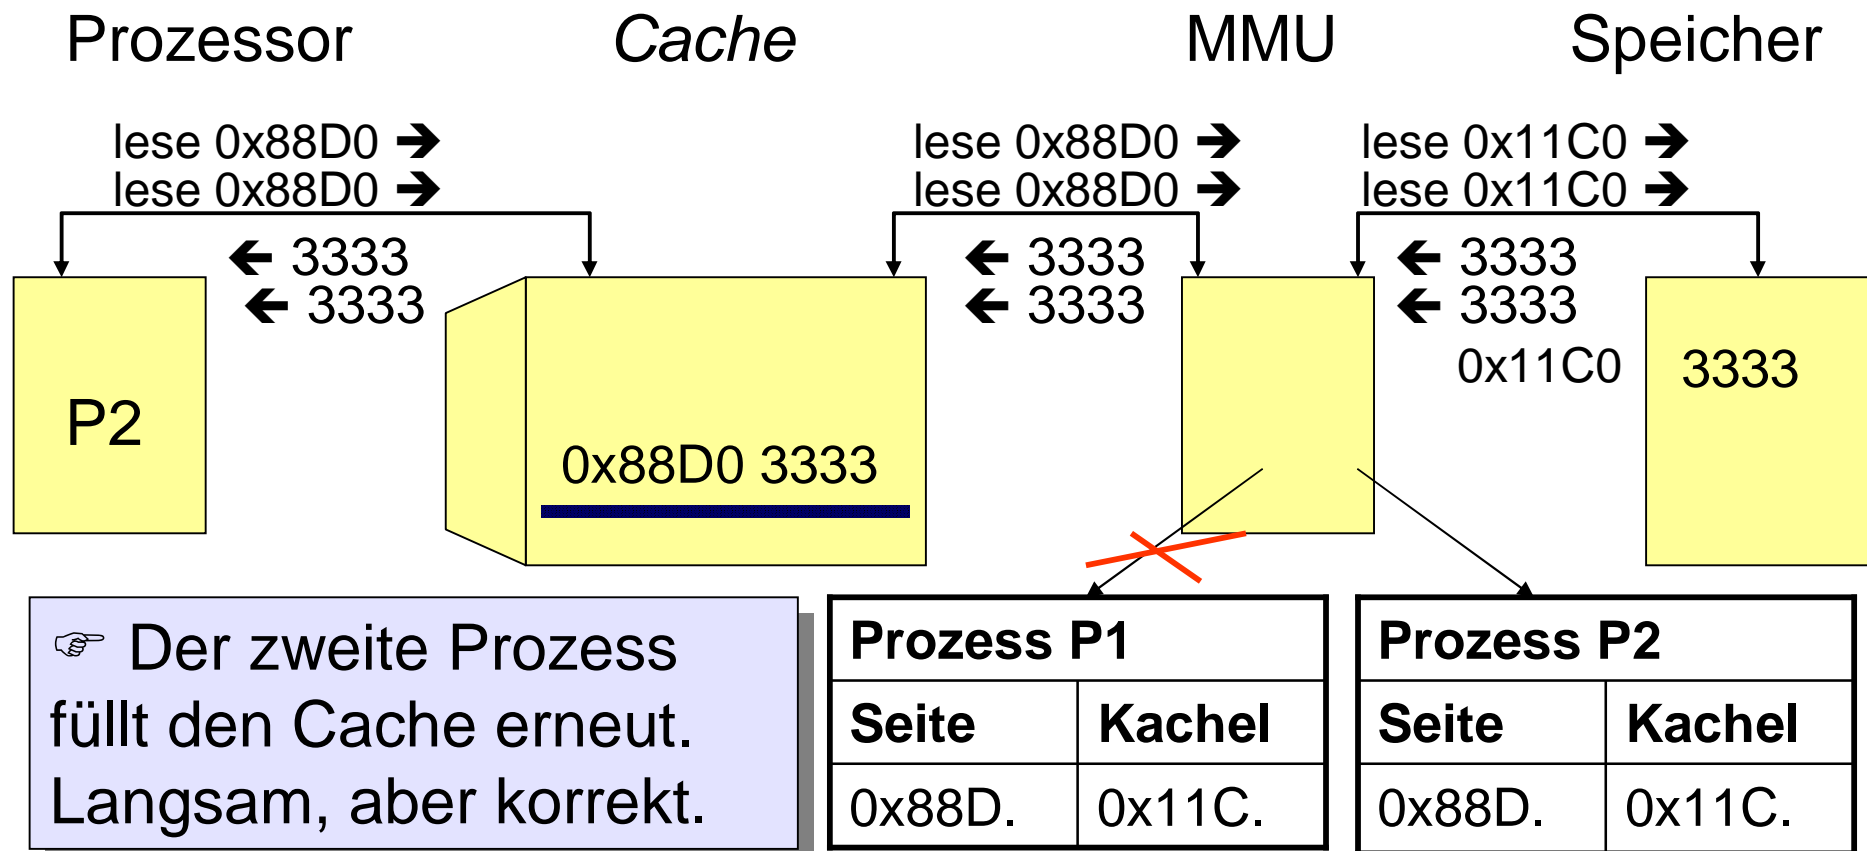 Prozessor Cache MMU Speicher
lese 0x88D0 ➔ lese 0x88D0 ➔ lese 0x11C0 ➔
lese 0x88D0 ➔ lese 0x88D0 ➔ lese 0x11C0 ➔
🡸 3333 🡸 3333 🡸 3333
🡸 3333 🡸 3333 🡸 3333
0x11C0 3333
P2
0x88D0 3333
☞ Der zweite Prozess
füllt den Cache erneut.
Langsam, aber korrekt.
Prozess P1
Seite Kachel
0x88D. 0x11C.
Prozess P2
Seite Kachel
0x88D. 0x11C.